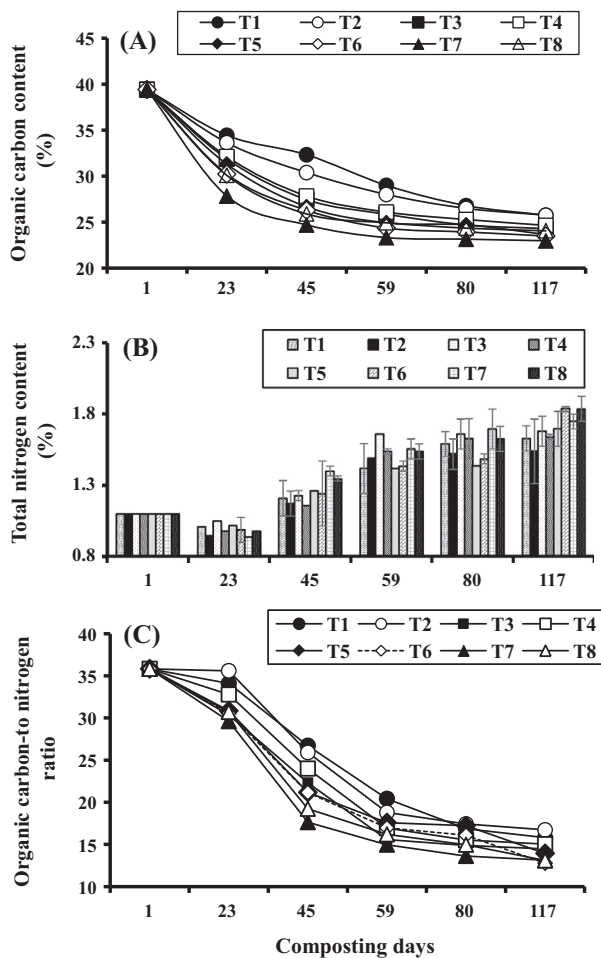 (A)
T1 T2 T3 T4
T5 T6 T7 T8
Organic carbon content
(%)
45
40
35
30
25
20
1 23 45 59 80 117
(B)
T1 T2 T3 T4
T5 T6 T7 T8
Total nitrogen content
(%)
2.3
1.8
1.3
0.8
1 23 45 59 80 117
(C)
T1 T2 T3 T4
T5 T6 T7 T8
Organic carbon-to nitrogen
ratio
40
35
30
25
20
15
10
1 23 45 59 80 117
Composting days